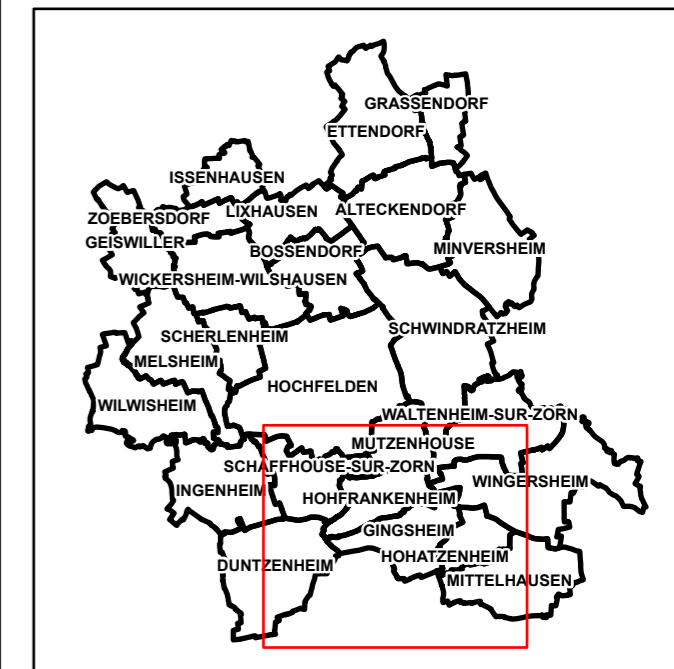 GRASSENDORF
ETTENDORF
ISSENHAUSEN
ZOEBERSDORF
LIXHAUSEN
ALTECKENDORF
GEISWILLER
BOSSENDORF
MINVERSHEIM
WICKERSHEIM-WILSHAUSEN
SCHWINDRATZHEIM
SCHERLENHEIM
MELSHEIM
HOCHFELDEN
WILWISHEIM
WALTENHEIM-SUR-ZORN
MUTZENHOUSE
SCHAFFHOUSE-SUR-ZORN
WINGERSHEIM
INGENHEIM
HOHFRANKENHEIM
GINGSHEIM
HOHATZENHEIM
DUNTZENHEIM
MITTELHAUSEN